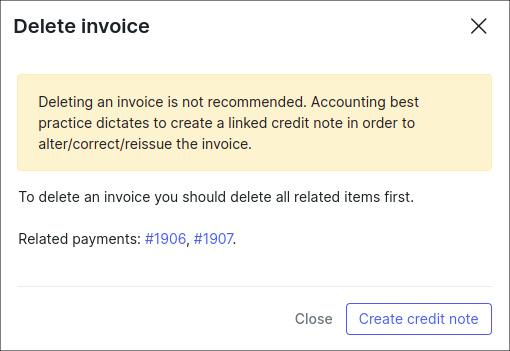 Delete invoice
Deleting an invoice is not recommended. Accounting best
practice dictates to create a linked credit note in order to
alter/correct/reissue the invoice.
To delete an invoice you should delete all related items first.
Related payments: #1906, #1907.
Close
Create credit note